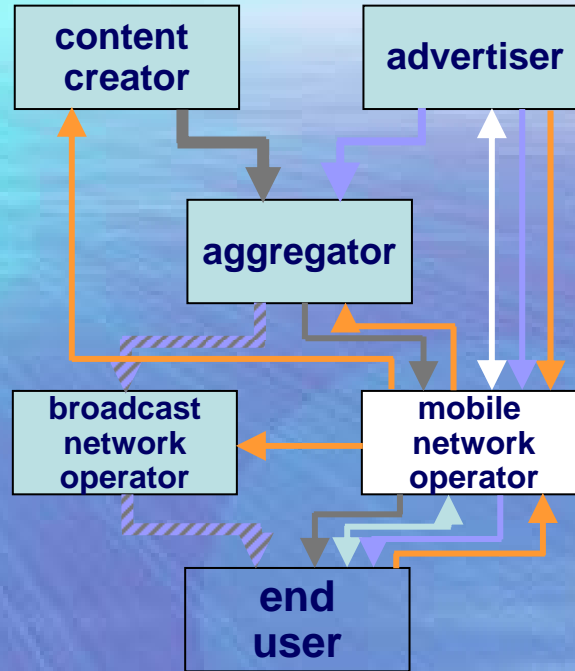 content
creator
advertiser
aggregator
broadcast
network
operator
mobile
network
operator
end
user